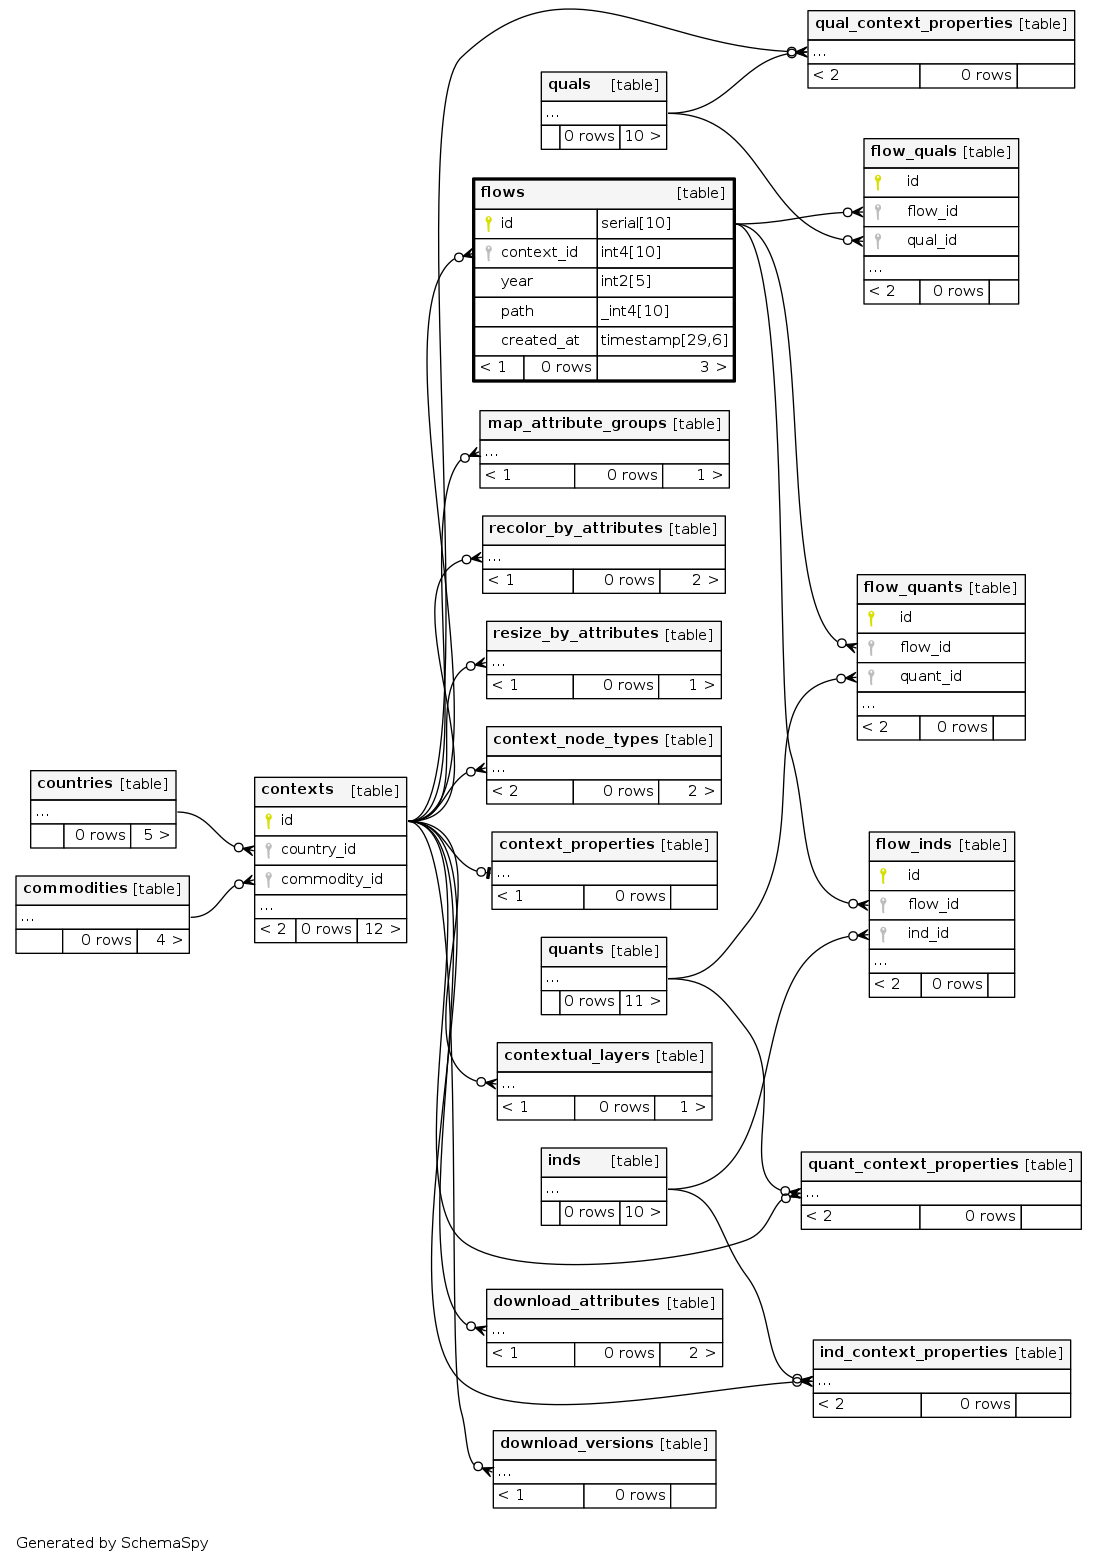 qual_context_properties [table]
...
< 2 0 rows
quals [table]
...
0 rows 10 >
flow_quals [table]
id
flow_id
qual_id
...
< 2 0 rows
flows [table]
id serial[10]
context_id int4[10]
year int2[5]
path _int4[10]
created_at timestamp[29,6]
< 1 0 rows 3 >
map_attribute_groups [table]
...
< 1 0 rows 1 >
recolor_by_attributes [table]
...
< 1 0 rows 2 >
flow_quants [table]
id
flow_id
quant_id
...
< 2 0 rows
resize_by_attributes [table]
...
< 1 0 rows 1 >
context_node_types [table]
...
< 2 0 rows 2 >
countries [table]
...
0 rows 5 >
contexts [table]
id
country_id
commodity_id
...
< 2 0 rows 12 >
commodities [table]
...
0 rows 4 >
context_properties [table]
...
< 1 0 rows
flow_inds [table]
id
flow_id
ind_id
...
< 2 0 rows
quants [table]
...
0 rows 11 >
contextual_layers [table]
...
< 1 0 rows 1 >
inds [table]
...
0 rows 10 >
quant_context_properties [table]
...
< 2 0 rows
download_attributes [table]
...
< 1 0 rows 2 >
ind_context_properties [table]
...
< 2 0 rows
download_versions [table]
...
< 1 0 rows
Generated by SchemaSpy